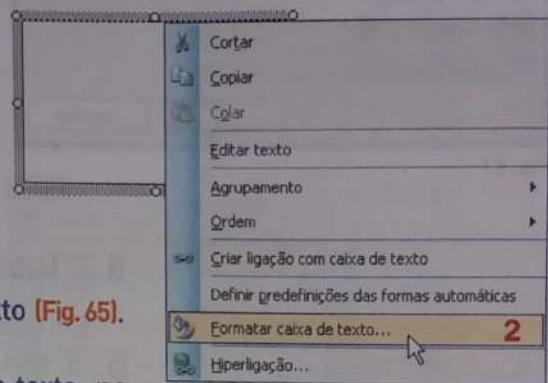 Cortar
Copiar
Colar
Editar texto
Agrupamento
Ordem
Criar ligação com caixa de texto
Definir predefinições das formas automáticas
(Fig. 65).
Formatar caixa de texto... 2
Hiperligação...